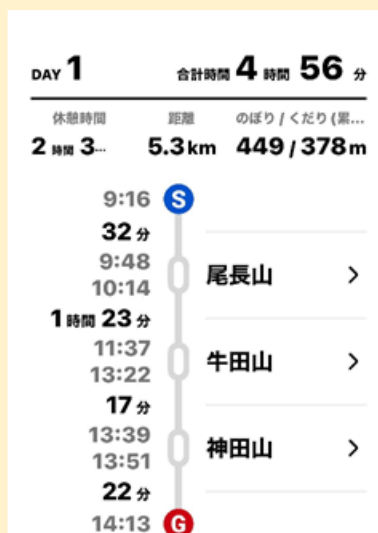 DAY 1 合計時間 4 時間 56 分
休憩時間 距離 のぼり / くだり (累...
2 時間 3... 5.3 km 449 / 378 m
9:16 S
32 分
9:48
10:14
尾長山
1 時間 23 分
11:37
13:22
牛田山
17 分
13:39
13:51
神田山
22 分
14:13 G